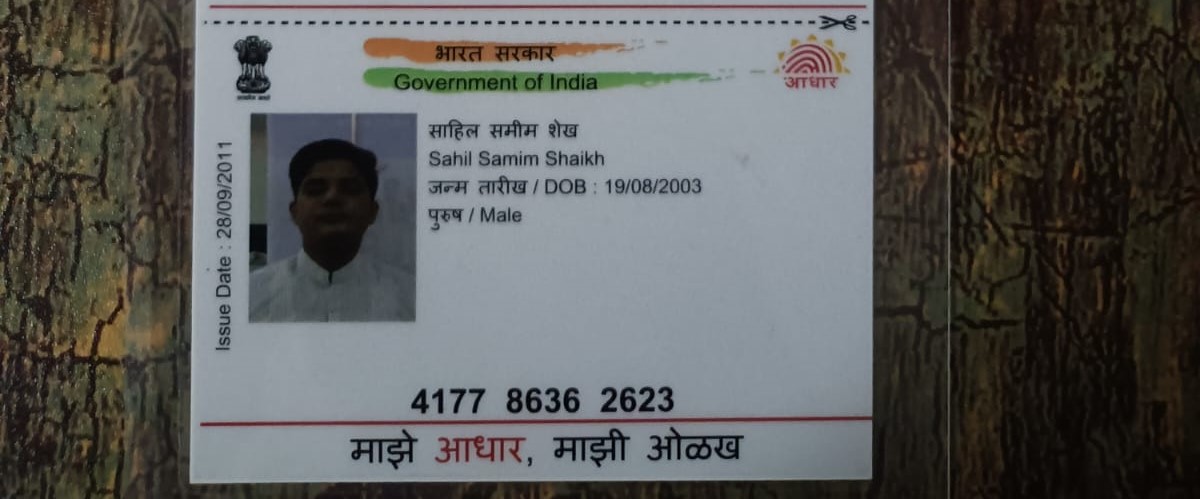 भारत सरकार
Government of India
आधार
साहिल समीम शेख
Sahil Samim Shaikh
जन्म तारीख / DOB : 19/08/2003
पुरुष / Male
Issue Date : 28/09/2011
4177 8636 2623
माझे आधार, माझी ओळख